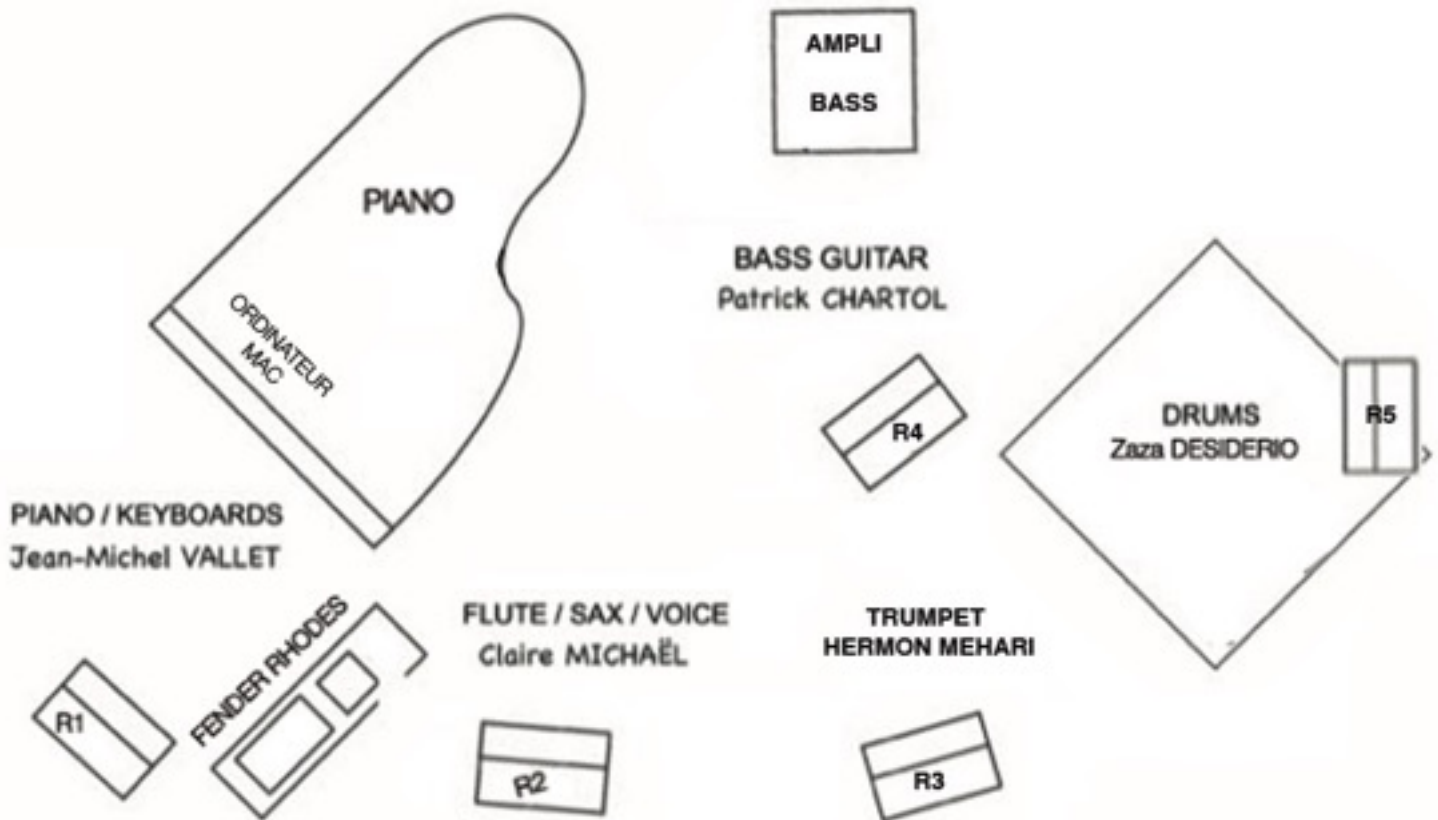 AMPLI
BASS
PIANO
BASS GUITAR
Patrick CHARTOL
ORDINATEUR
MAC
R4
DRUMS
Zaza DESIDERIO
R5
PIANO / KEYBOARDS
Jean-Michel VALLET
FENDER RHODES
FLUTE / SAX / VOICE
Claire MICHAËL
TRUMPET
HERMON MEHARI
R1
R2
R3